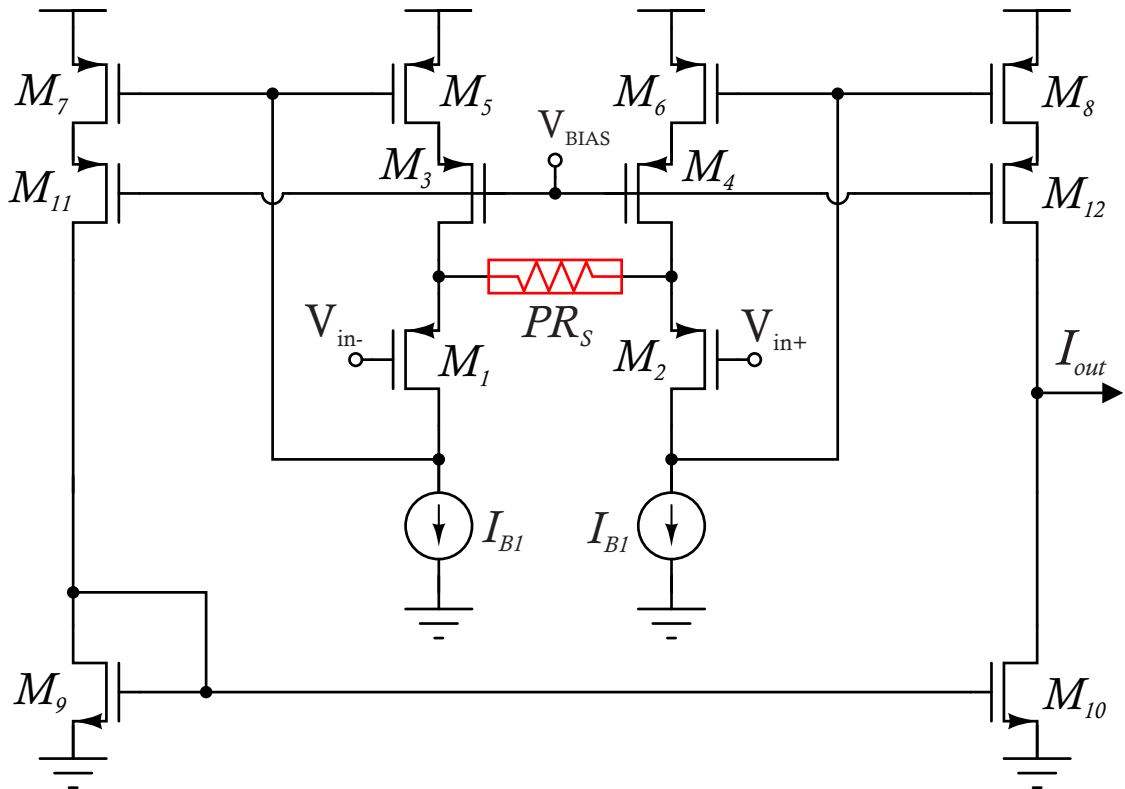 M7
M5
M6
M8
VBIAS
M11
M3
M4
M12
Vin-
PRS
Vin+
M1
M2
Iout
IB1
IB1
M9
M10